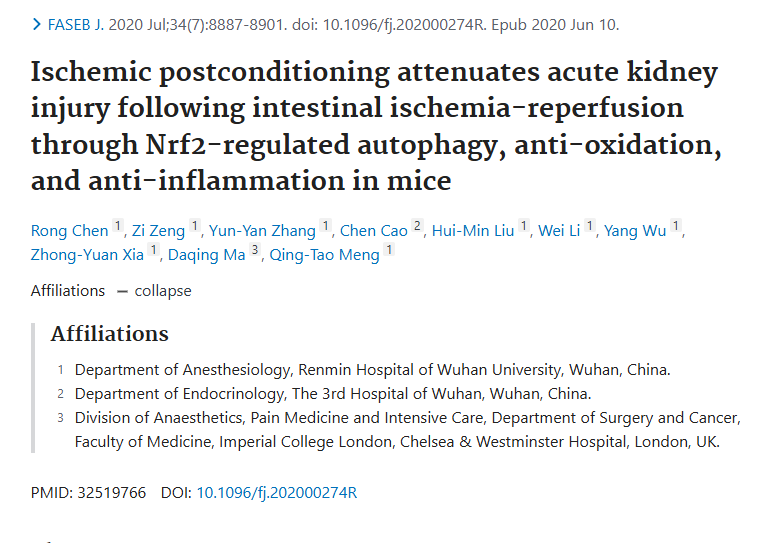 FASEB J. 2020 Jul;34(7):8887-8901. doi: 10.1096/fj.202000274R. Epub 2020 Jun 10.
Ischemic postconditioning attenuates acute kidney
injury following intestinal ischemia-reperfusion
through Nrf2-regulated autophagy, anti-oxidation,
and anti-inflammation in mice
Rong Chen 1, Zi Zeng 1, Yun-Yan Zhang 1, Chen Cao 2, Hui-Min Liu 1, Wei Li 1, Yang Wu 1,
Zhong-Yuan Xia 1, Daqing Ma 3, Qing-Tao Meng 1
Affiliations — collapse
Affiliations
1 Department of Anesthesiology, Renmin Hospital of Wuhan University, Wuhan, China.
2 Department of Endocrinology, The 3rd Hospital of Wuhan, Wuhan, China.
3 Division of Anaesthetics, Pain Medicine and Intensive Care, Department of Surgery and Cancer,
Faculty of Medicine, Imperial College London, Chelsea & Westminster Hospital, London, UK.
PMID: 32519766 DOI: 10.1096/fj.202000274R